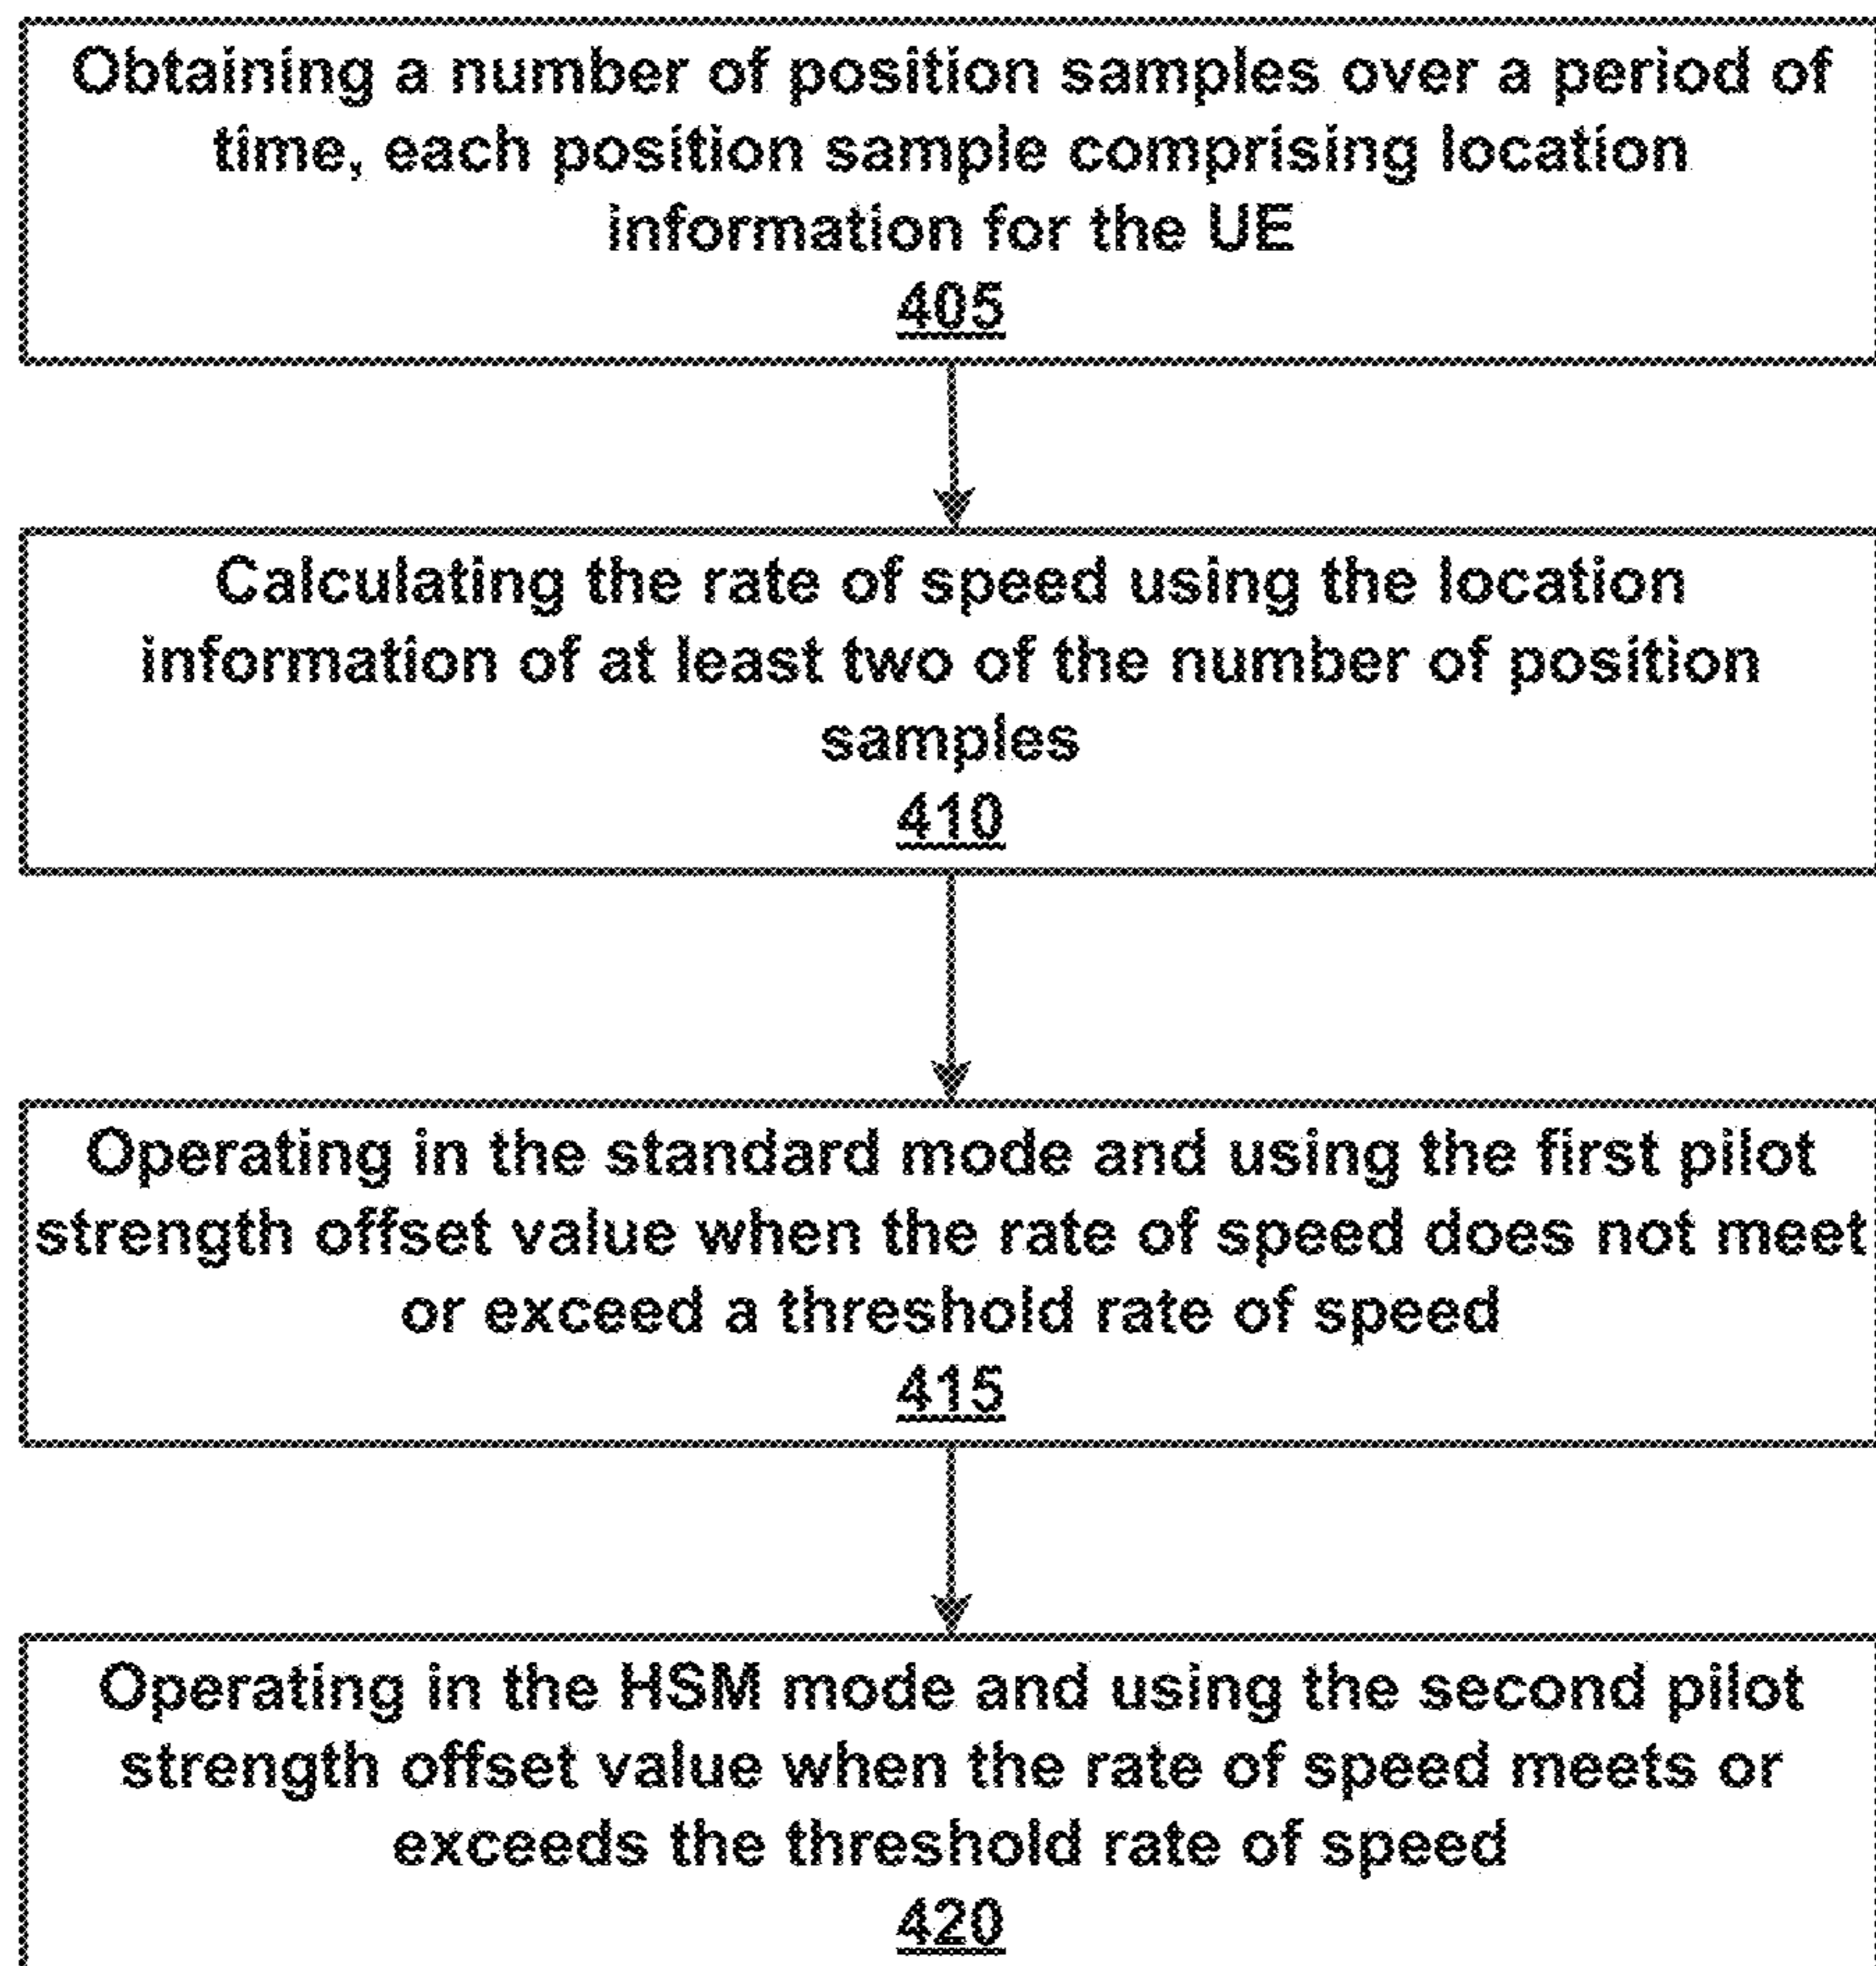 Obtaining a number of position samples over a period of
time, each position sample comprising location
information for the UE
405
Calculating the rate of speed using the location
information of at least two of the number of position
samples
410
Operating in the standard mode and using the first pilot
strength offset value when the rate of speed does not meet
or exceed a threshold rate of speed
415
Operating in the HSM mode and using the second pilot
strength offset value when the rate of speed meets or
exceeds the threshold rate of speed
420